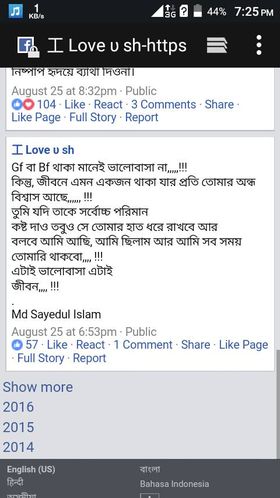 1
KB/s
3G
44%
7:25 PM
工 Love υ sh-https
নিষ্পাপ হৃদয়ে ব্যাথা দিওনা।
August 25 at 8:32pm · Public
104 · Like · React · 3 Comments · Share ·
Like Page · Full Story · Report
工 Love υ sh
Gf বা Bf থাকা মানেই ভালোবাসা না,,,,,!!!
কিন্তু, জীবনে এমন একজন থাকা যার প্রতি তোমার অন্ধ
বিশ্বাস আছে,,,,,,, !!!
তুমি যদি তাকে সর্বোচ্চ পরিমান
কষ্ট দাও তবুও সে তোমার হাত ধরে রাখবে আর
বলবে আমি আছি, আমি ছিলাম আর আমি সব সময়
তোমারি থাকবো,,,, !!!
এটাই ভালোবাসা এটাই
জীবন,,,, !!!
.
Md Sayedul Islam
August 25 at 6:53pm · Public
57 · Like · React · 1 Comment · Share · Like Page
· Full Story · Report
Show more
2016
2015
2014
English (US)
বাংলা
हिन्दी
Bahasa Indonesia